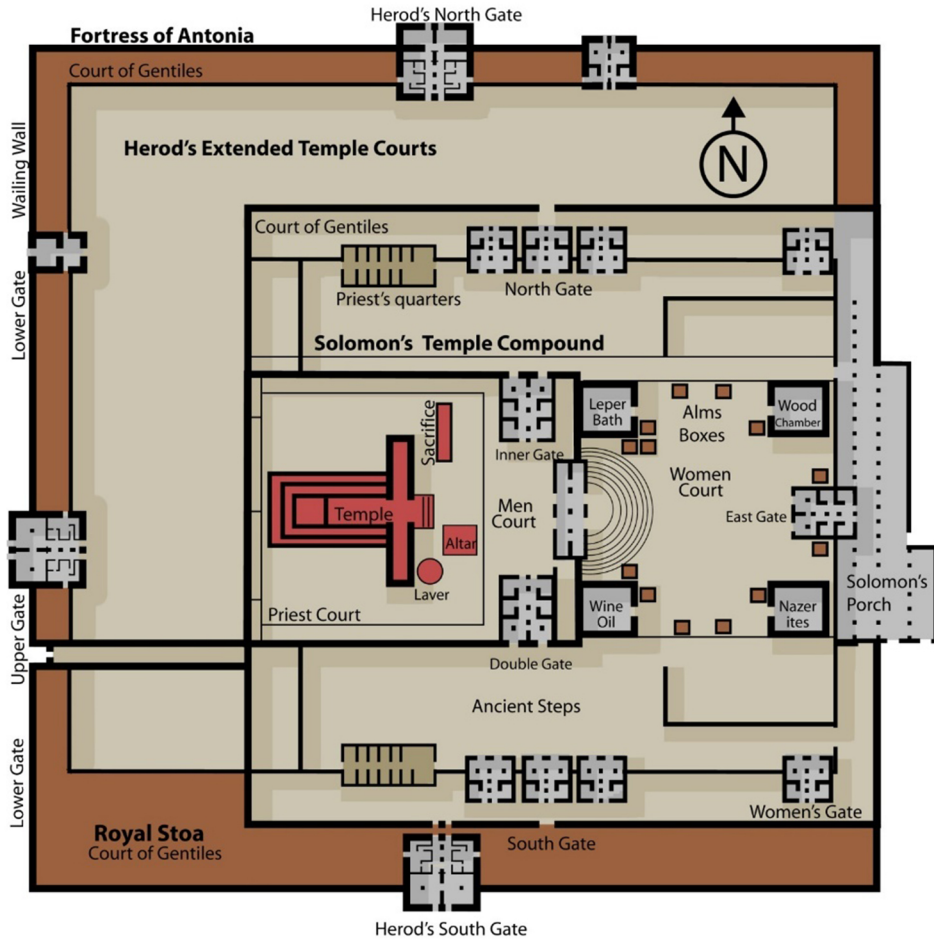 Herod's North Gate
Fortress of Antonia
Court of Gentiles
Wailing Wall
Herod's Extended Temple Courts
N
Court of Gentiles
Priest's quarters
North Gate
Lower Gate
Solomon's Temple Compound
Leper
Bath
Alms
Boxes
Wood
Chamber
Sacrifice
Inner Gate
Women
Court
Temple
Men
Court
East Gate
Altar
Laver
Solomon's
Porch
Priest Court
Wine
Oil
Nazer
ites
Upper Gate
Double Gate
Ancient Steps
Lower Gate
Women's Gate
Royal Stoa
Court of Gentiles
South Gate
Herod's South Gate